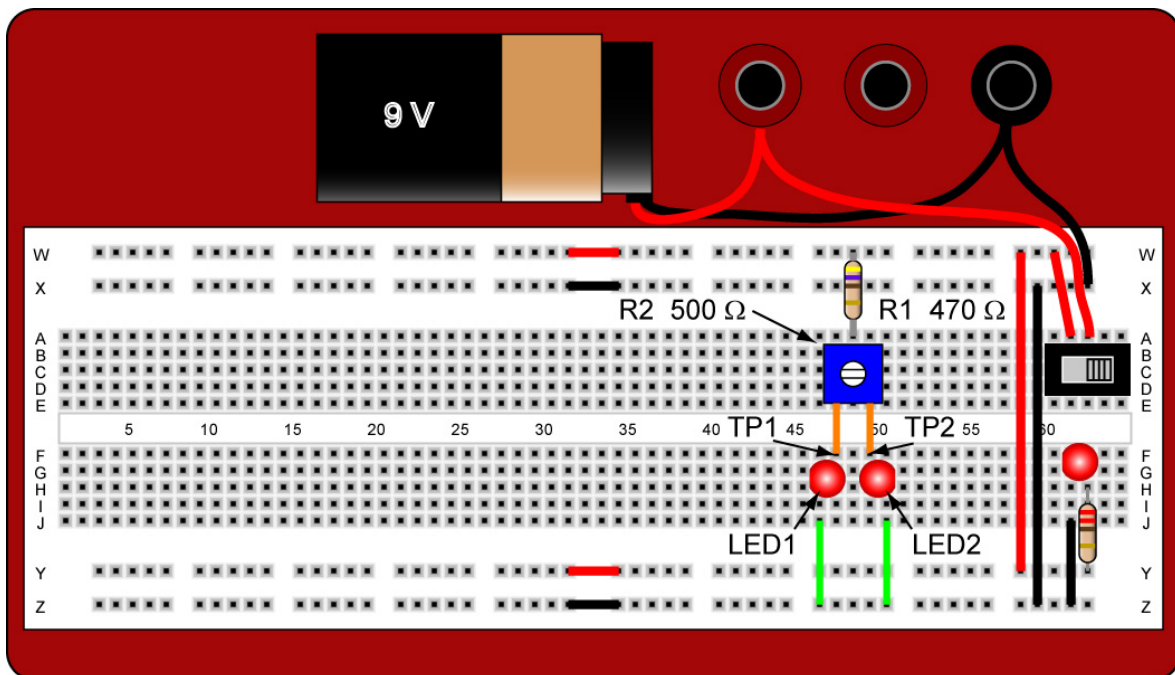 9 V
W W
X X
R2 500 Ω R1 470 Ω
A A
B B
C C
D D
E E
5 10 15 20 25 30 35 40 45 50 55 60
TP1 TP2
F F
G G
H H
I I
J J
LED1 LED2
Y Y
Z Z